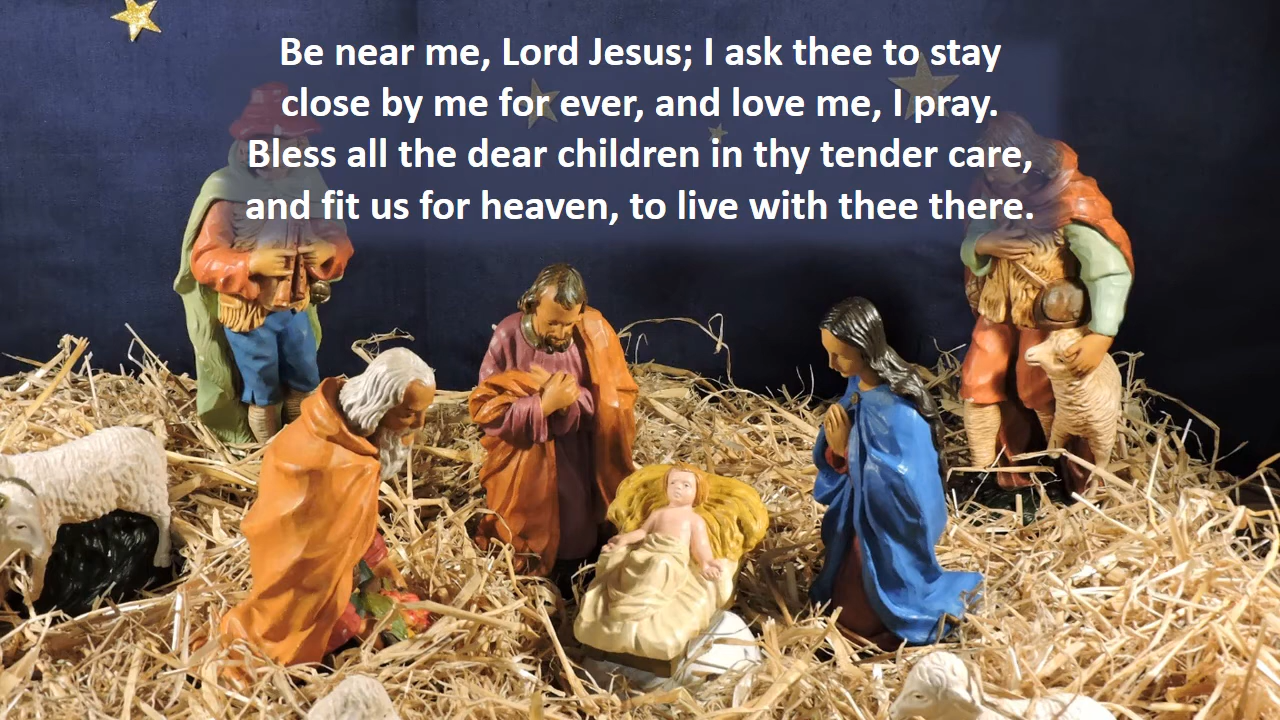 Be near me, Lord Jesus; I ask thee to stay
close by me for ever, and love me, I pray.
Bless all the dear children in thy tender care,
and fit us for heaven, to live with thee there.